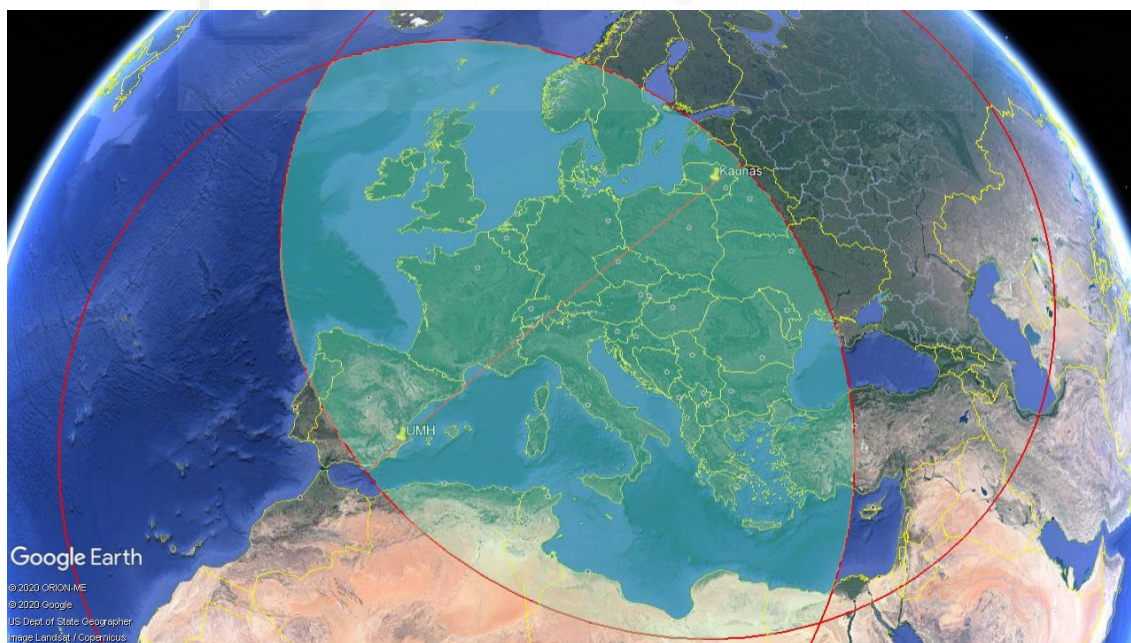 Kaunas
UMH
Google Earth
© 2020 ORION-ME
© 2020 Google
US Dept of State Geographer
Image Landsat / Copernicus